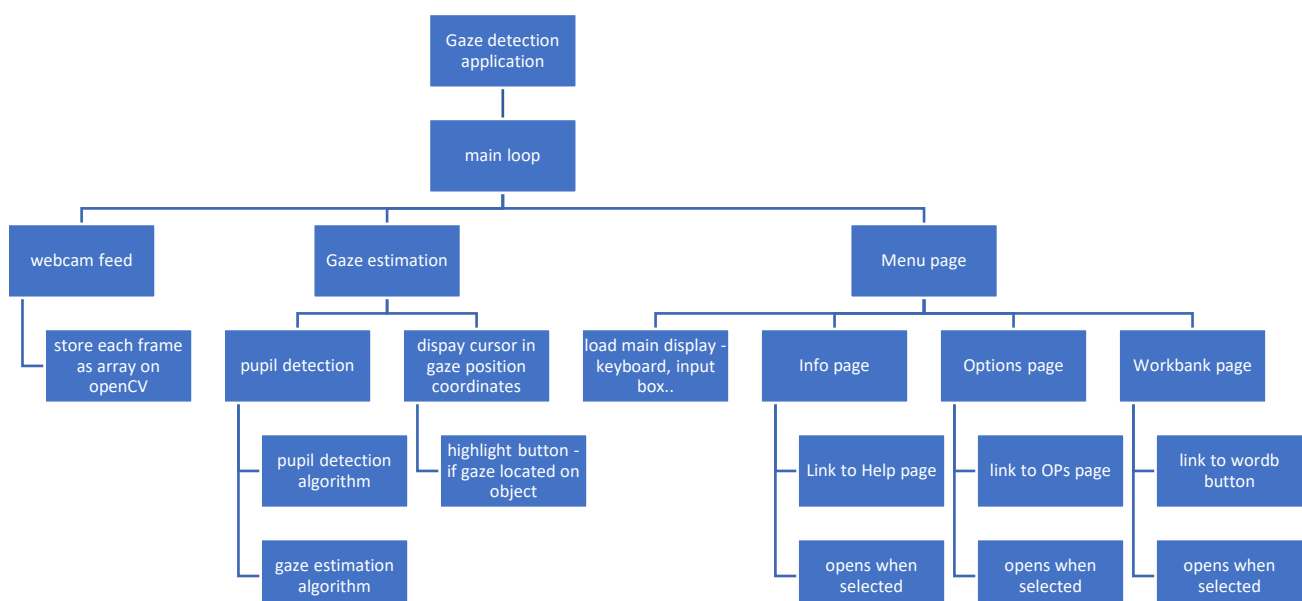 Gaze detection
application
main loop
webcam feed
Gaze estimation
Menu page
store each frame
as array on
openCV
pupil detection
dispay cursor in
gaze position
coordinates
load main display -
keyboard, input
box..
Info page
Options page
Workbank page
pupil detection
algorithm
highlight button -
if gaze located on
object
Link to Help page
link to OPs page
link to wordb
button
gaze estimation
algorithm
opens when
selected
opens when
selected
opens when
selected